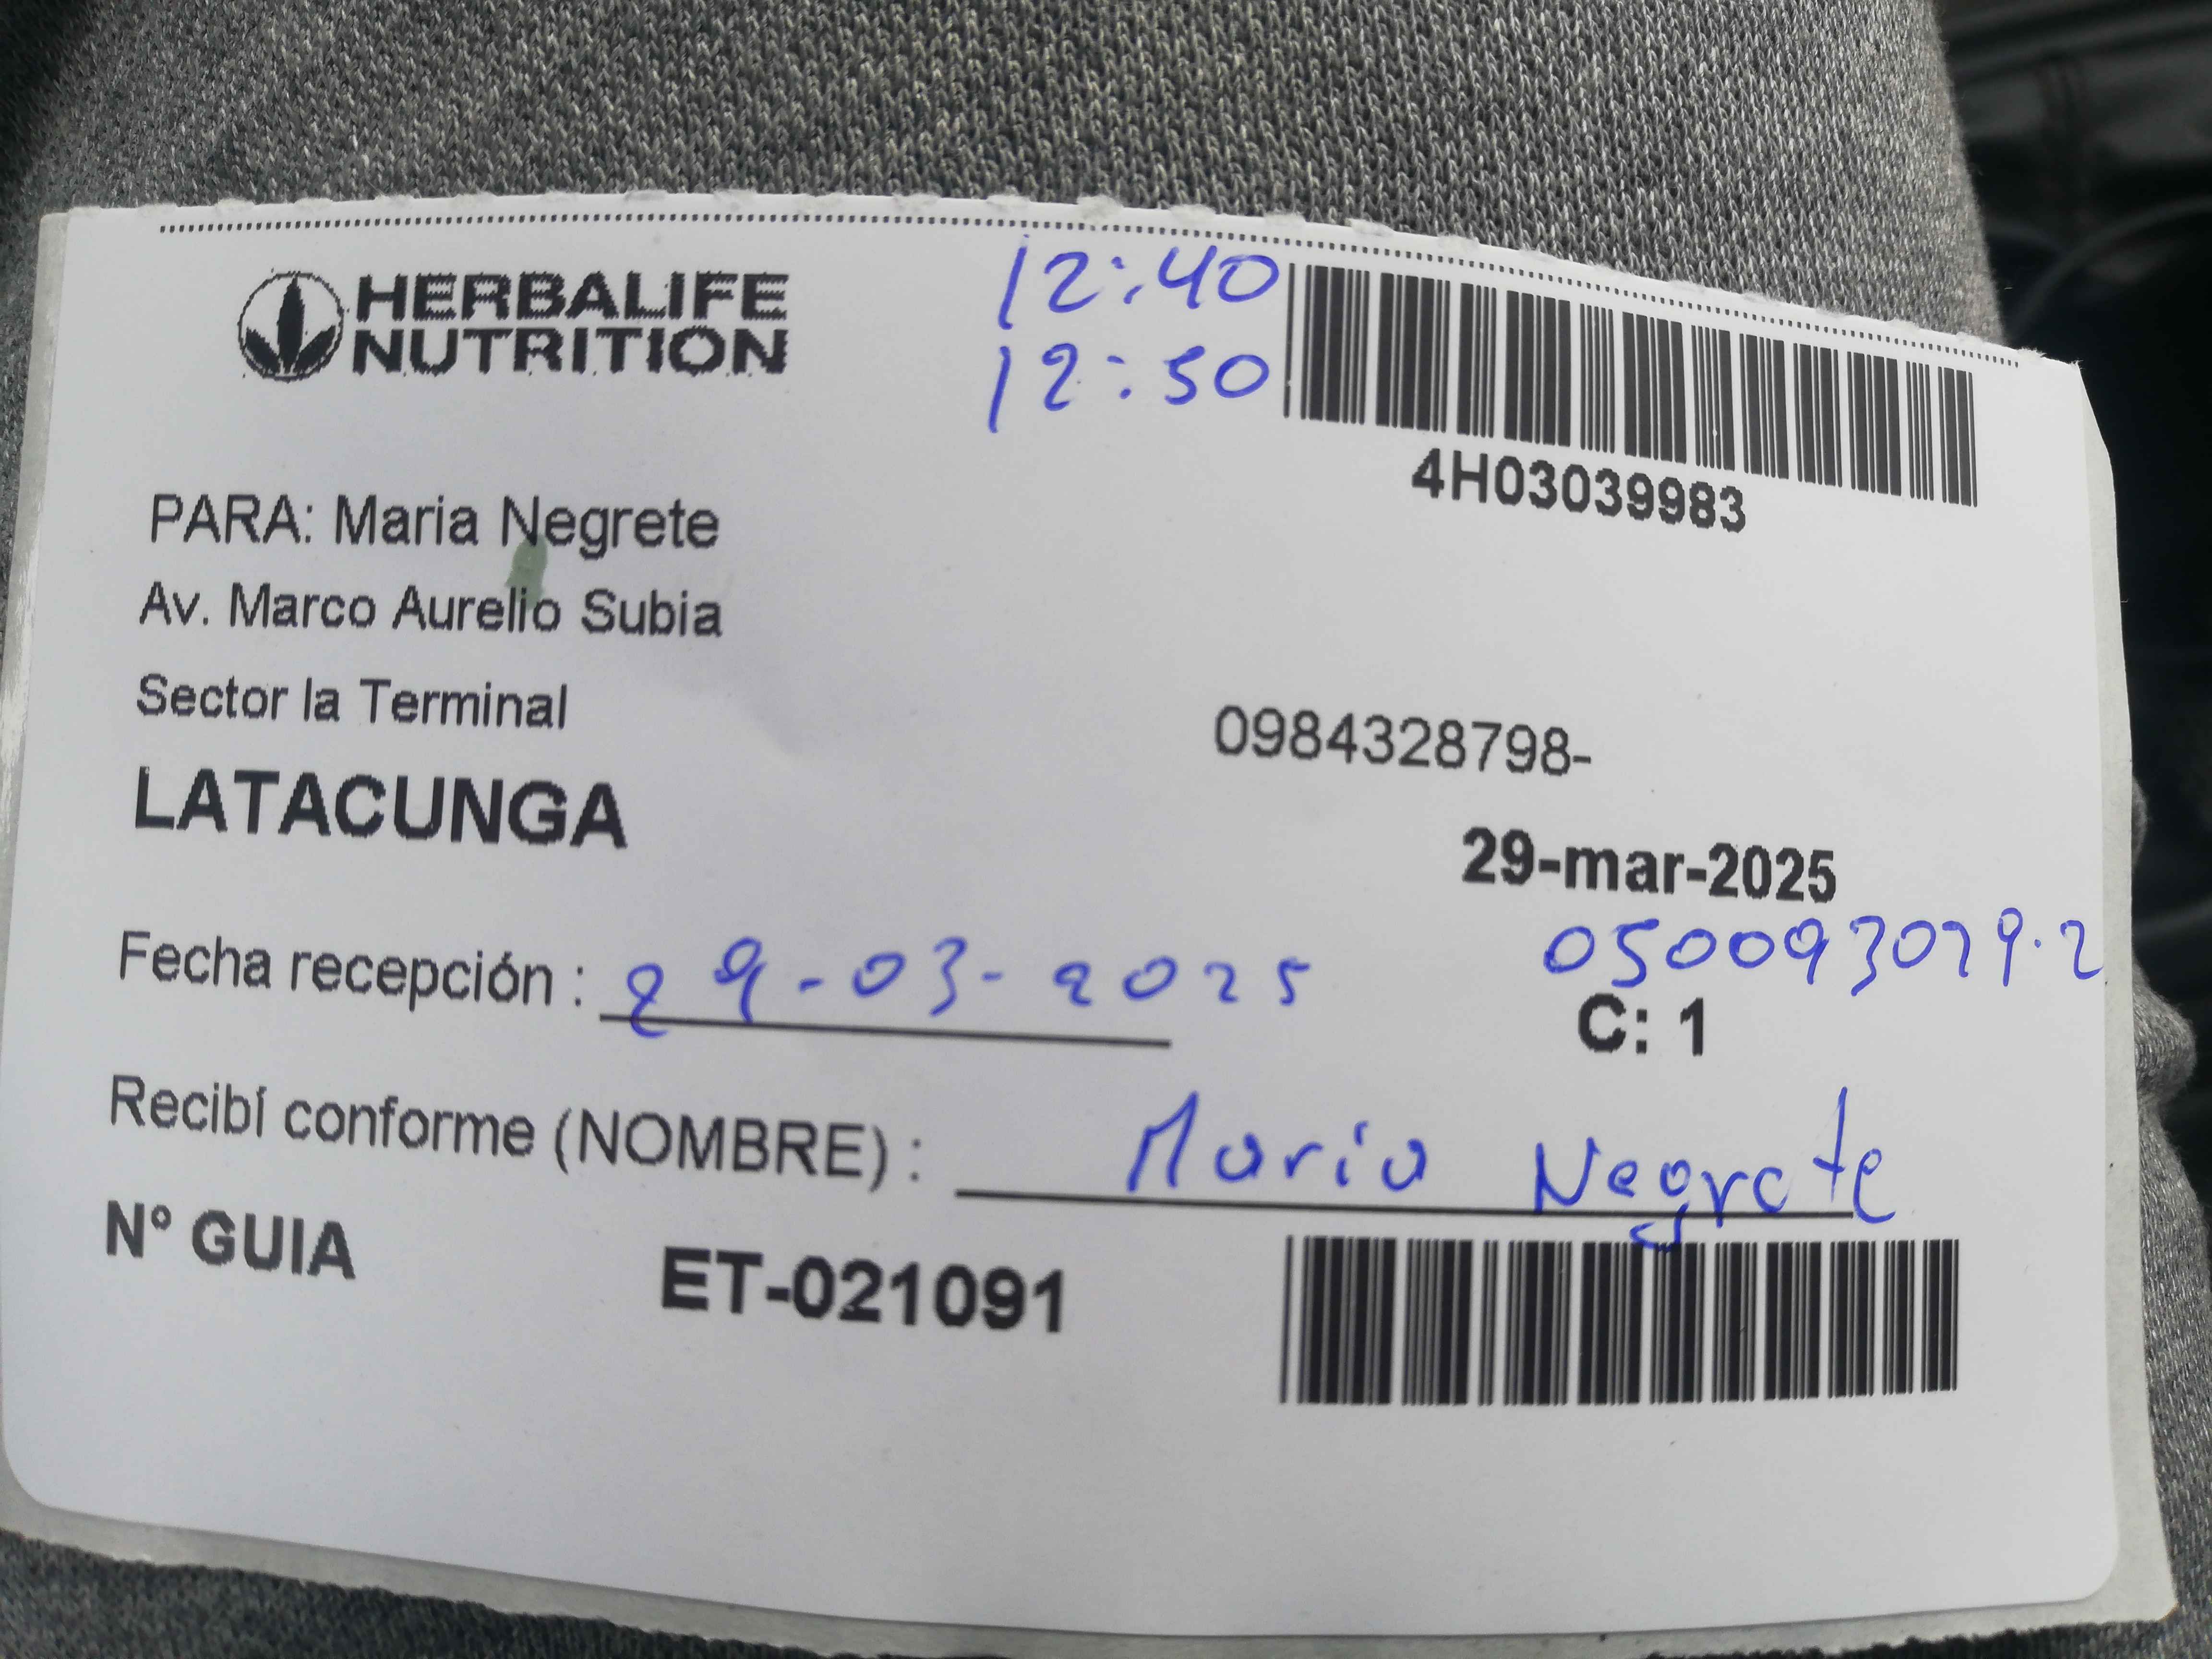 HERBALIFE
NUTRITION
12:40
12:50
4H03039983
PARA: Maria Negrete
Av. Marco Aurelio Subia
Sector la Terminal
0984328798-
LATACUNGA
29-mar-2025
Fecha recepción : 29-03-2025
050093029-2
C: 1
Recibí conforme (NOMBRE) : Maria Negrete
N° GUIA ET-021091